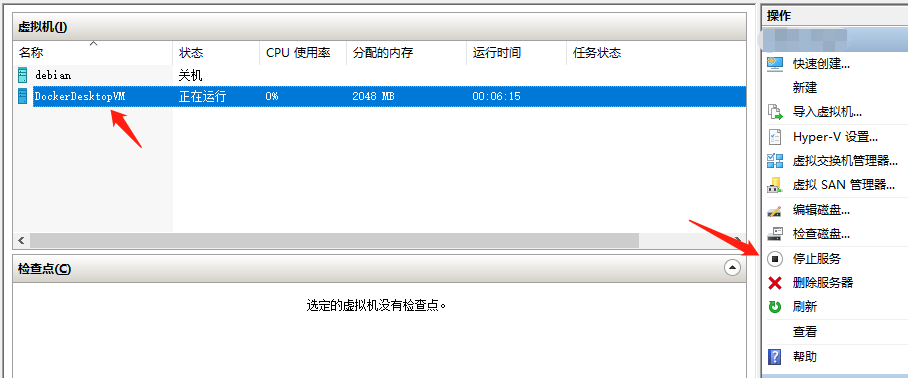 虚拟机(I)
名称 状态 CPU 使用率 分配的内存 运行时间 任务状态
debian 关机
DockerDesktopVM 正在运行 0% 2048 MB 00:06:15
检查点(C)
选定的虚拟机没有检查点。
操作
快速创建...
新建
导入虚拟机...
Hyper-V 设置...
虚拟交换机管理器...
虚拟 SAN 管理器...
编辑磁盘...
检查磁盘...
停止服务
删除服务器
刷新
查看
帮助